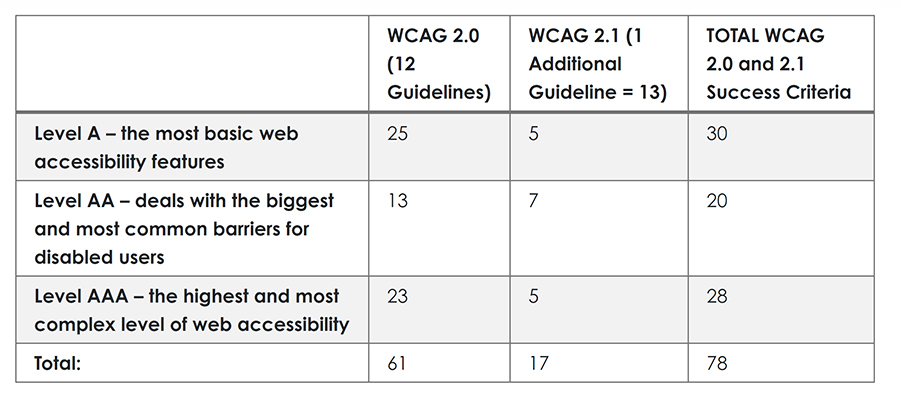 WCAG 2.0 (12 Guidelines)
WCAG 2.1 (1 Additional Guideline = 13)
TOTAL WCAG 2.0 and 2.1 Success Criteria
Level A – the most basic web accessibility features
25
5
30
Level AA – deals with the biggest and most common barriers for disabled users
13
7
20
Level AAA – the highest and most complex level of web accessibility
23
5
28
Total:
61
17
78